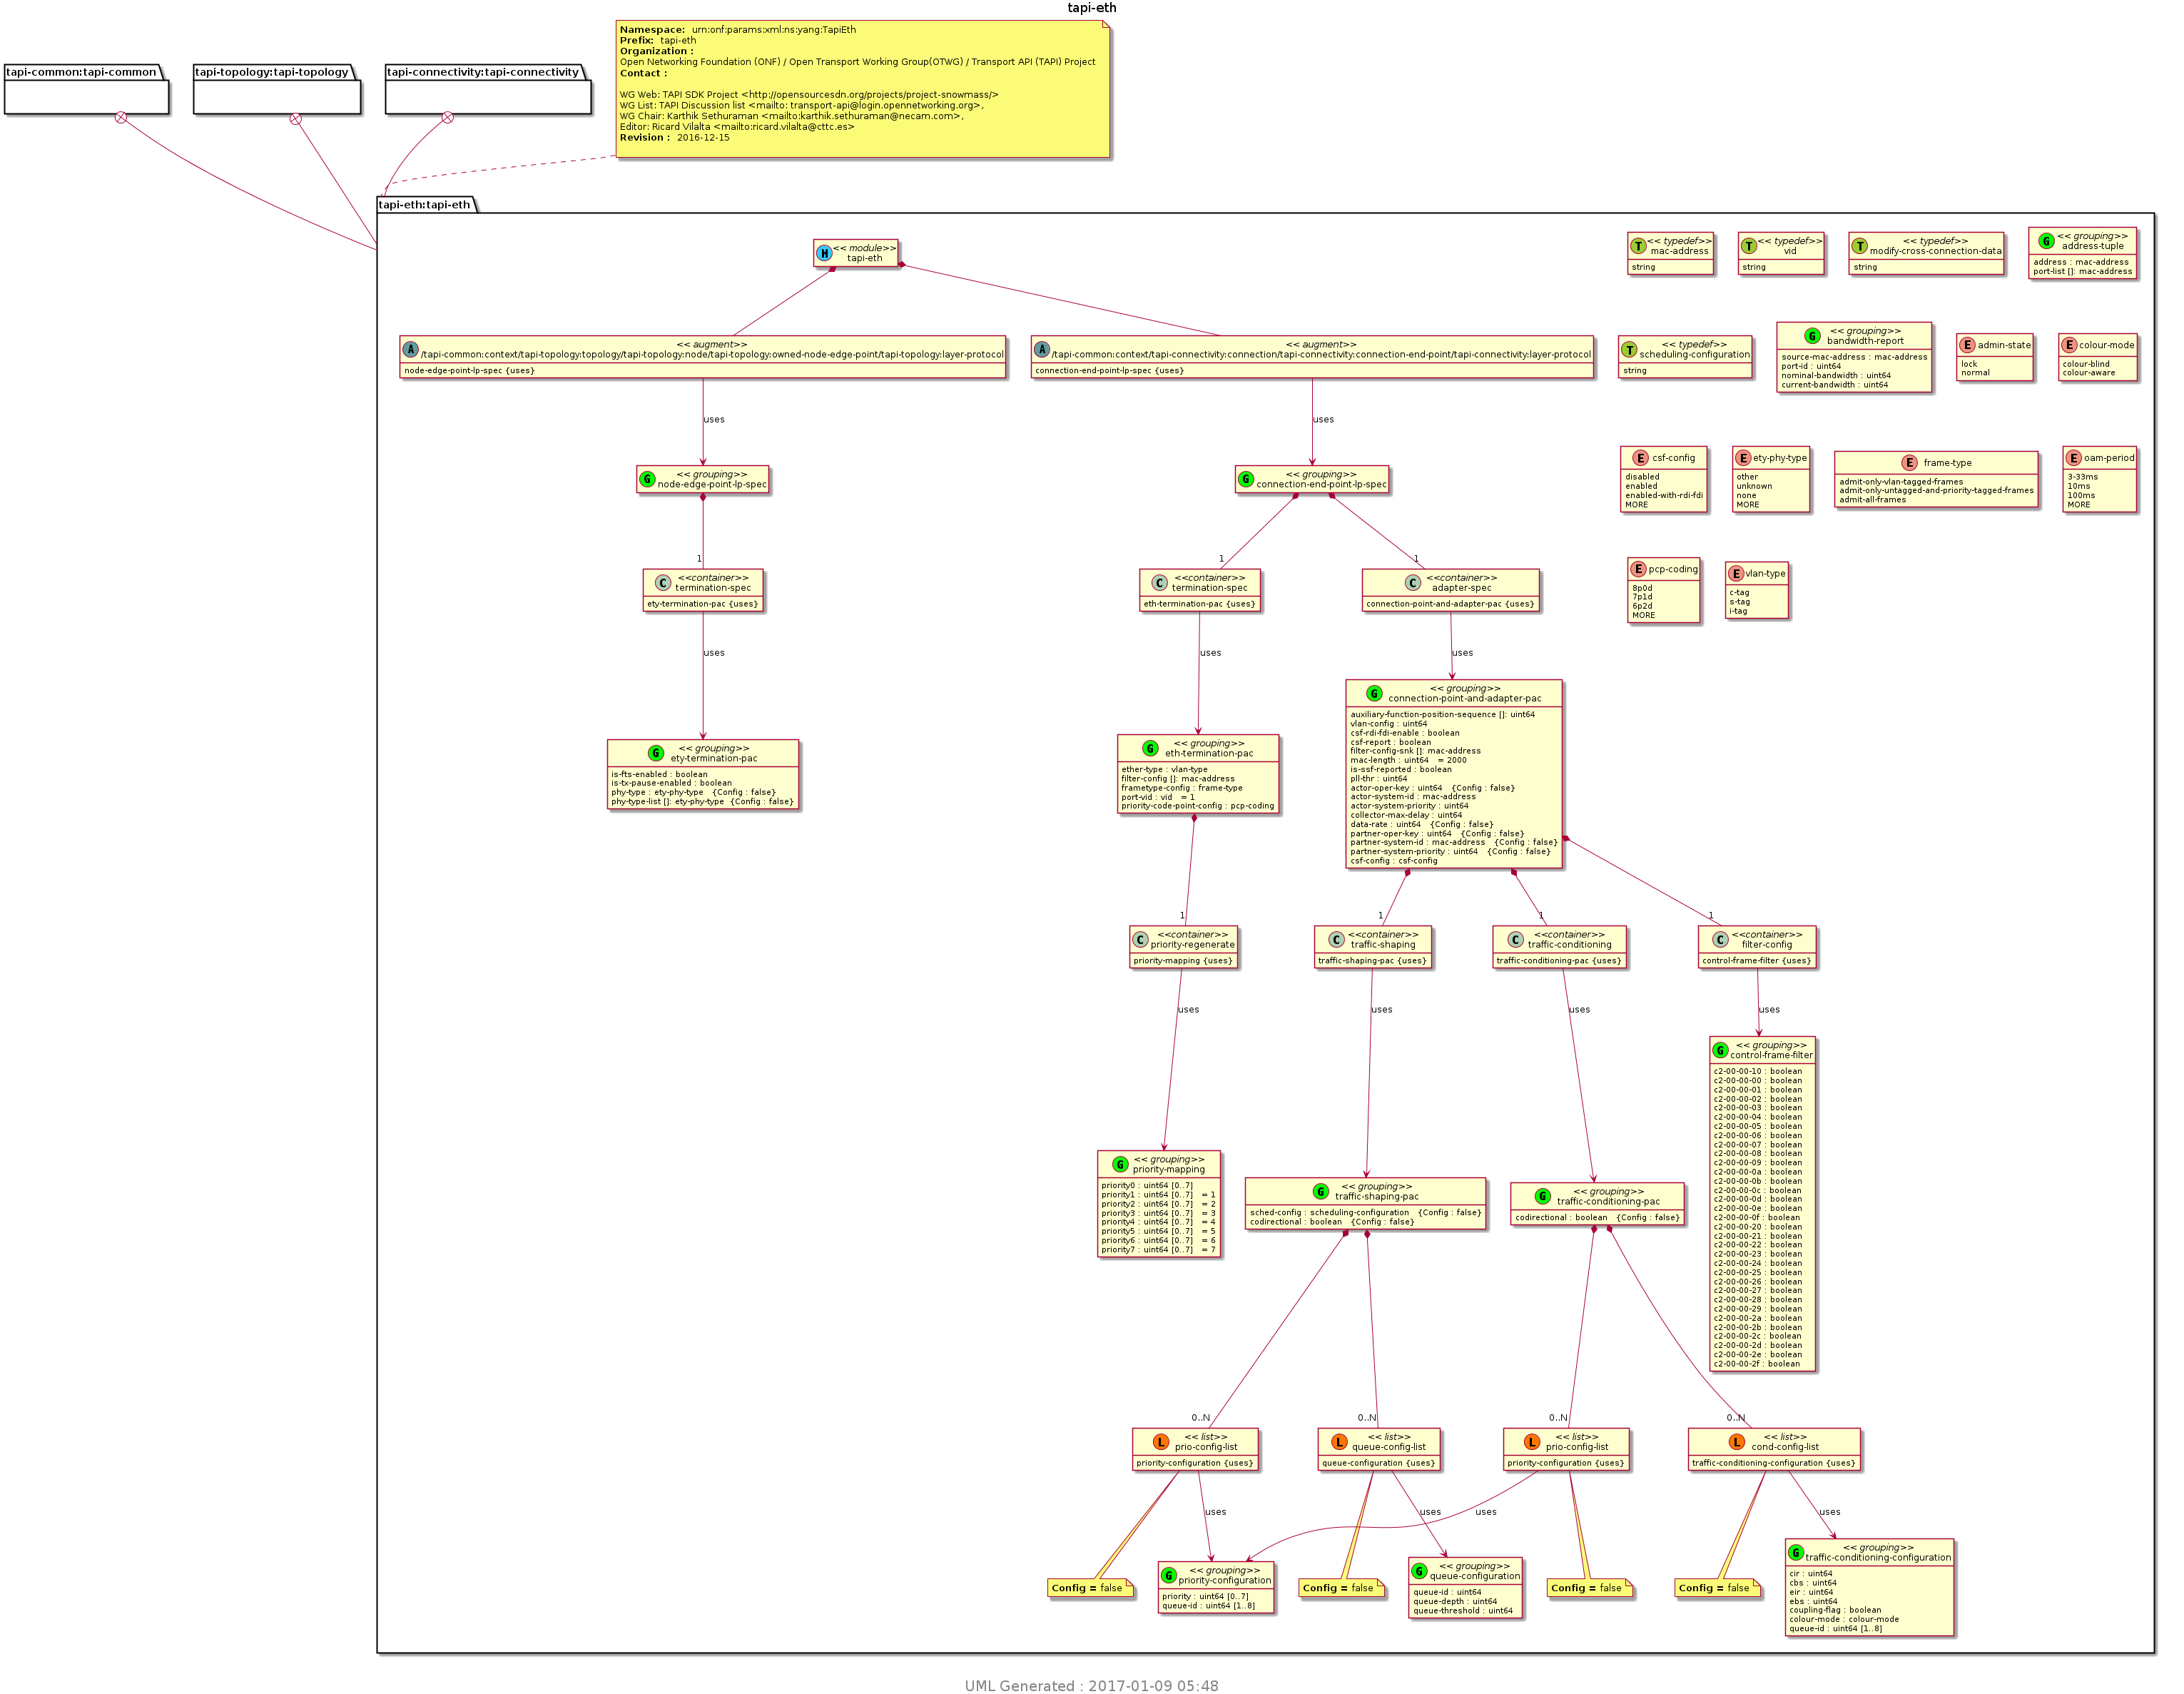 tapi-eth
Namespace: urn:onf:params:xml:ns:yang:TapiEth
Prefix: tapi-eth
Organization :
Open Networking Foundation (ONF) / Open Transport Working Group(OTWG) / Transport API (TAPI) Project
Contact :
WG Web: TAPI SDK Project <http://opensourcesdn.org/projects/project-snowmass/>
WG List: TAPI Discussion list <mailto: transport-api@login.opennetworking.org>,
WG Chair: Karthik Sethuraman <mailto:karthik.sethuraman@necam.com>,
Editor: Ricard Vilalta <mailto:ricard.vilalta@cttc.es>
Revision : 2016-12-15
tapi-common:tapi-common
tapi-topology:tapi-topology
tapi-connectivity:tapi-connectivity
tapi-eth:tapi-eth
M << module>>
tapi-eth
T << typedef>>
mac-address
string
T << typedef>>
vid
string
T << typedef>>
modify-cross-connection-data
string
G << grouping>>
address-tuple
address : mac-address
port-list []: mac-address
A << augment>>
/tapi-common:context/tapi-topology:topology/tapi-topology:node/tapi-topology:owned-node-edge-point/tapi-topology:layer-protocol
node-edge-point-lp-spec {uses}
A << augment>>
/tapi-common:context/tapi-connectivity:connection/tapi-connectivity:connection-end-point/tapi-connectivity:layer-protocol
connection-end-point-lp-spec {uses}
T << typedef>>
scheduling-configuration
string
G << grouping>>
bandwidth-report
source-mac-address : mac-address
port-id : uint64
nominal-bandwidth : uint64
current-bandwidth : uint64
E admin-state
lock
normal
E colour-mode
colour-blind
colour-aware
uses
uses
G << grouping>>
node-edge-point-lp-spec
G << grouping>>
connection-end-point-lp-spec
E csf-config
disabled
enabled
enabled-with-rdi-fdi
MORE
E ety-phy-type
other
unknown
none
MORE
E frame-type
admit-only-vlan-tagged-frames
admit-only-untagged-and-priority-tagged-frames
admit-all-frames
E oam-period
3-33ms
10ms
100ms
MORE
1
1
1
C <<container>>
termination-spec
ety-termination-pac {uses}
C <<container>>
termination-spec
eth-termination-pac {uses}
C <<container>>
adapter-spec
connection-point-and-adapter-pac {uses}
E pcp-coding
8p0d
7p1d
6p2d
MORE
E vlan-type
c-tag
s-tag
i-tag
uses
uses
uses
G << grouping>>
ety-termination-pac
is-fts-enabled : boolean
is-tx-pause-enabled : boolean
phy-type : ety-phy-type {Config : false}
phy-type-list []: ety-phy-type {Config : false}
G << grouping>>
eth-termination-pac
ether-type : vlan-type
filter-config []: mac-address
frametype-config : frame-type
port-vid : vid = 1
priority-code-point-config : pcp-coding
G << grouping>>
connection-point-and-adapter-pac
auxiliary-function-position-sequence []: uint64
vlan-config : uint64
csf-rdi-fdi-enable : boolean
csf-report : boolean
filter-config-snk []: mac-address
mac-length : uint64 = 2000
is-ssf-reported : boolean
pll-thr : uint64
actor-oper-key : uint64 {Config : false}
actor-system-id : mac-address
actor-system-priority : uint64
collector-max-delay : uint64
data-rate : uint64 {Config : false}
partner-oper-key : uint64 {Config : false}
partner-system-id : mac-address {Config : false}
partner-system-priority : uint64 {Config : false}
csf-config : csf-config
1
1
1
1
C <<container>>
priority-regenerate
priority-mapping {uses}
C <<container>>
traffic-shaping
traffic-shaping-pac {uses}
C <<container>>
traffic-conditioning
traffic-conditioning-pac {uses}
C <<container>>
filter-config
control-frame-filter {uses}
uses
uses
uses
uses
G << grouping>>
priority-mapping
priority0 : uint64 [0..7]
priority1 : uint64 [0..7] = 1
priority2 : uint64 [0..7] = 2
priority3 : uint64 [0..7] = 3
priority4 : uint64 [0..7] = 4
priority5 : uint64 [0..7] = 5
priority6 : uint64 [0..7] = 6
priority7 : uint64 [0..7] = 7
G << grouping>>
traffic-shaping-pac
sched-config : scheduling-configuration {Config : false}
codirectional : boolean {Config : false}
G << grouping>>
traffic-conditioning-pac
codirectional : boolean {Config : false}
G << grouping>>
control-frame-filter
c2-00-00-10 : boolean
c2-00-00-00 : boolean
c2-00-00-01 : boolean
c2-00-00-02 : boolean
c2-00-00-03 : boolean
c2-00-00-04 : boolean
c2-00-00-05 : boolean
c2-00-00-06 : boolean
c2-00-00-07 : boolean
c2-00-00-08 : boolean
c2-00-00-09 : boolean
c2-00-00-0a : boolean
c2-00-00-0b : boolean
c2-00-00-0c : boolean
c2-00-00-0d : boolean
c2-00-00-0e : boolean
c2-00-00-0f : boolean
c2-00-00-20 : boolean
c2-00-00-21 : boolean
c2-00-00-22 : boolean
c2-00-00-23 : boolean
c2-00-00-24 : boolean
c2-00-00-25 : boolean
c2-00-00-26 : boolean
c2-00-00-27 : boolean
c2-00-00-28 : boolean
c2-00-00-29 : boolean
c2-00-00-2a : boolean
c2-00-00-2b : boolean
c2-00-00-2c : boolean
c2-00-00-2d : boolean
c2-00-00-2e : boolean
c2-00-00-2f : boolean
0..N
0..N
0..N
0..N
L << list>>
prio-config-list
priority-configuration {uses}
L << list>>
queue-config-list
queue-configuration {uses}
L << list>>
prio-config-list
priority-configuration {uses}
L << list>>
cond-config-list
traffic-conditioning-configuration {uses}
uses
uses
uses
uses
Config = false
G << grouping>>
priority-configuration
priority : uint64 [0..7]
queue-id : uint64 [1..8]
Config = false
G << grouping>>
queue-configuration
queue-id : uint64
queue-depth : uint64
queue-threshold : uint64
Config = false
Config = false
G << grouping>>
traffic-conditioning-configuration
cir : uint64
cbs : uint64
eir : uint64
ebs : uint64
coupling-flag : boolean
colour-mode : colour-mode
queue-id : uint64 [1..8]
UML Generated : 2017-01-09 05:48